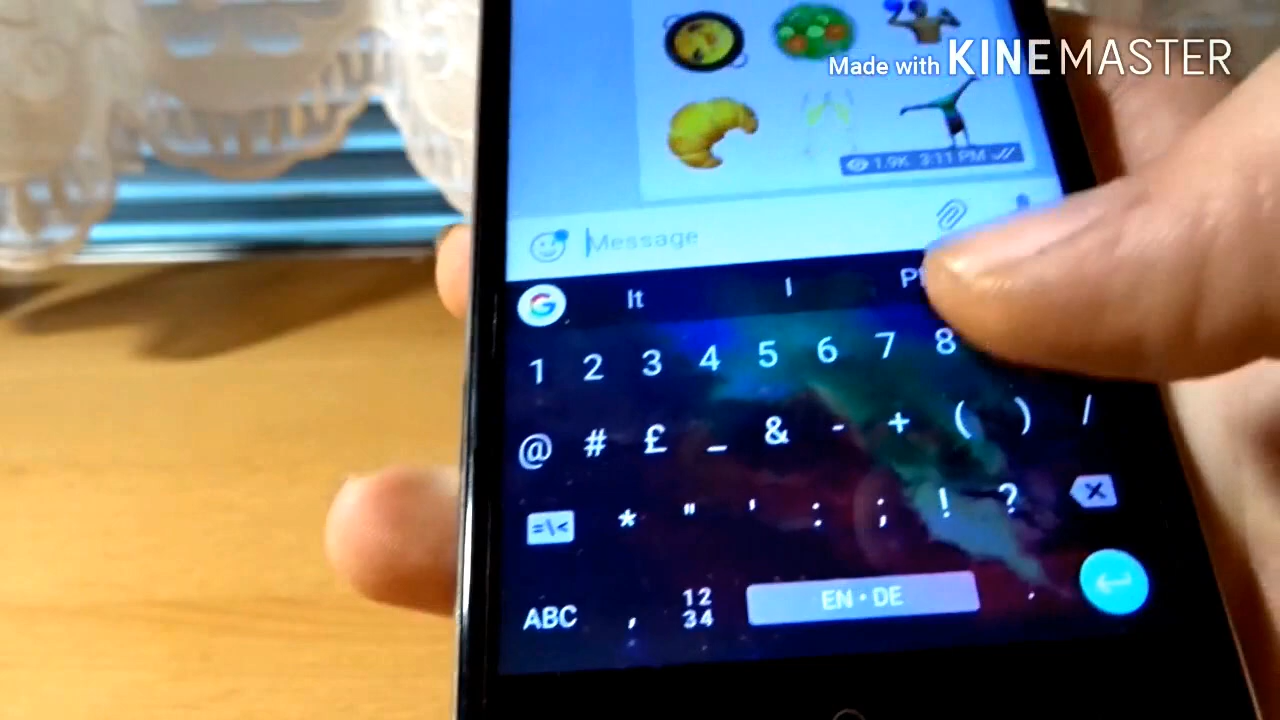 Made with KINEMASTER
1.9K 3:11 PM
Message
G
It I
1 2 3 4 5 6 7 8
@ # £ _ & - + ( ) /
=\< * " ' : ; ! ?
ABC , 12 34 EN • DE .